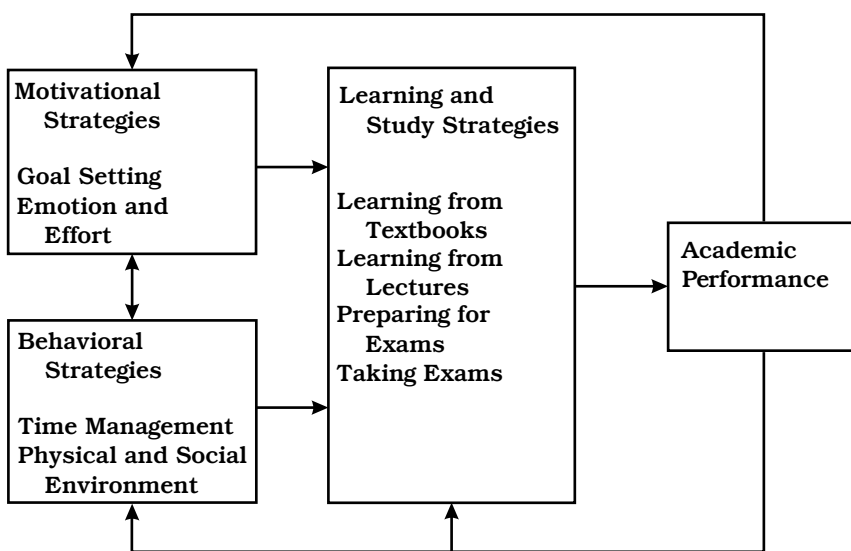 Motivational
Strategies
Goal Setting
Emotion and
Effort
Behavioral
Strategies
Time Management
Physical and Social
Environment
Learning and
Study Strategies
Learning from
Textbooks
Learning from
Lectures
Preparing for
Exams
Taking Exams
Academic
Performance